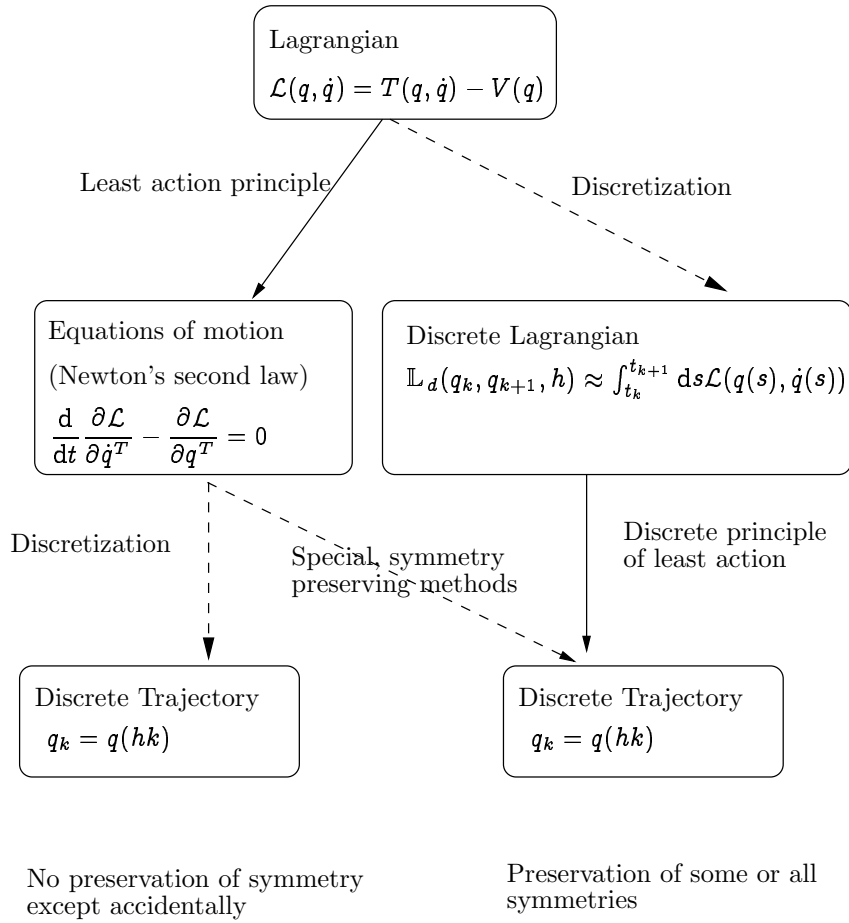 Lagrangian
ℒ(q, q̇) = T(q, q̇) − V(q)
Least action principle
Discretization
Equations of motion
(Newton's second law)
d/dt ∂ℒ/∂q̇ᵀ − ∂ℒ/∂qᵀ = 0
Discrete Lagrangian
𝕃_d(q_k, q_{k+1}, h) ≈ ∫_{t_k}^{t_{k+1}} dsℒ(q(s), q̇(s))
Discretization
Special, symmetry
preserving methods
Discrete principle
of least action
Discrete Trajectory
q_k = q(hk)
Discrete Trajectory
q_k = q(hk)
No preservation of symmetry
except accidentally
Preservation of some or all
symmetries